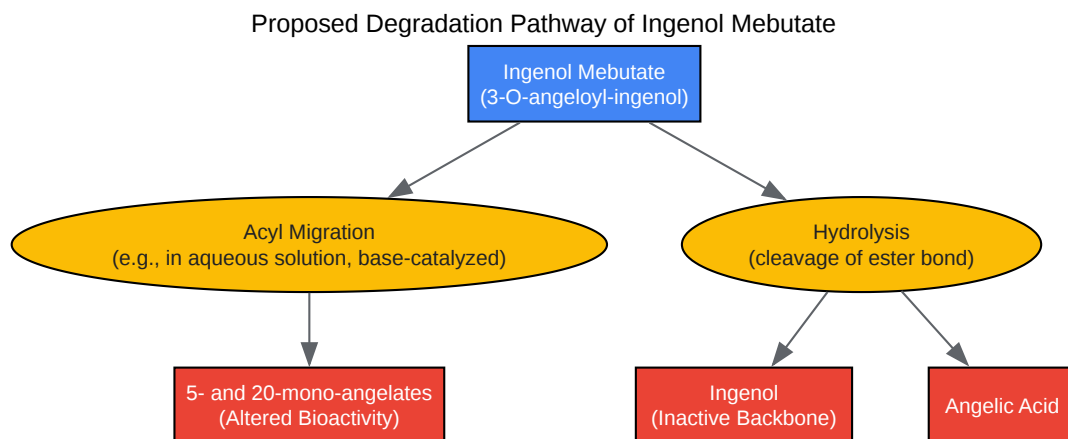 Proposed Degradation Pathway of Ingenol Mebutate
Ingenol Mebutate
(3-O-angeloyl-ingenol)
Acyl Migration
(e.g., in aqueous solution, base-catalyzed)
Hydrolysis
(cleavage of ester bond)
5- and 20-mono-angelates
(Altered Bioactivity)
Ingenol
(Inactive Backbone)
Angelic Acid